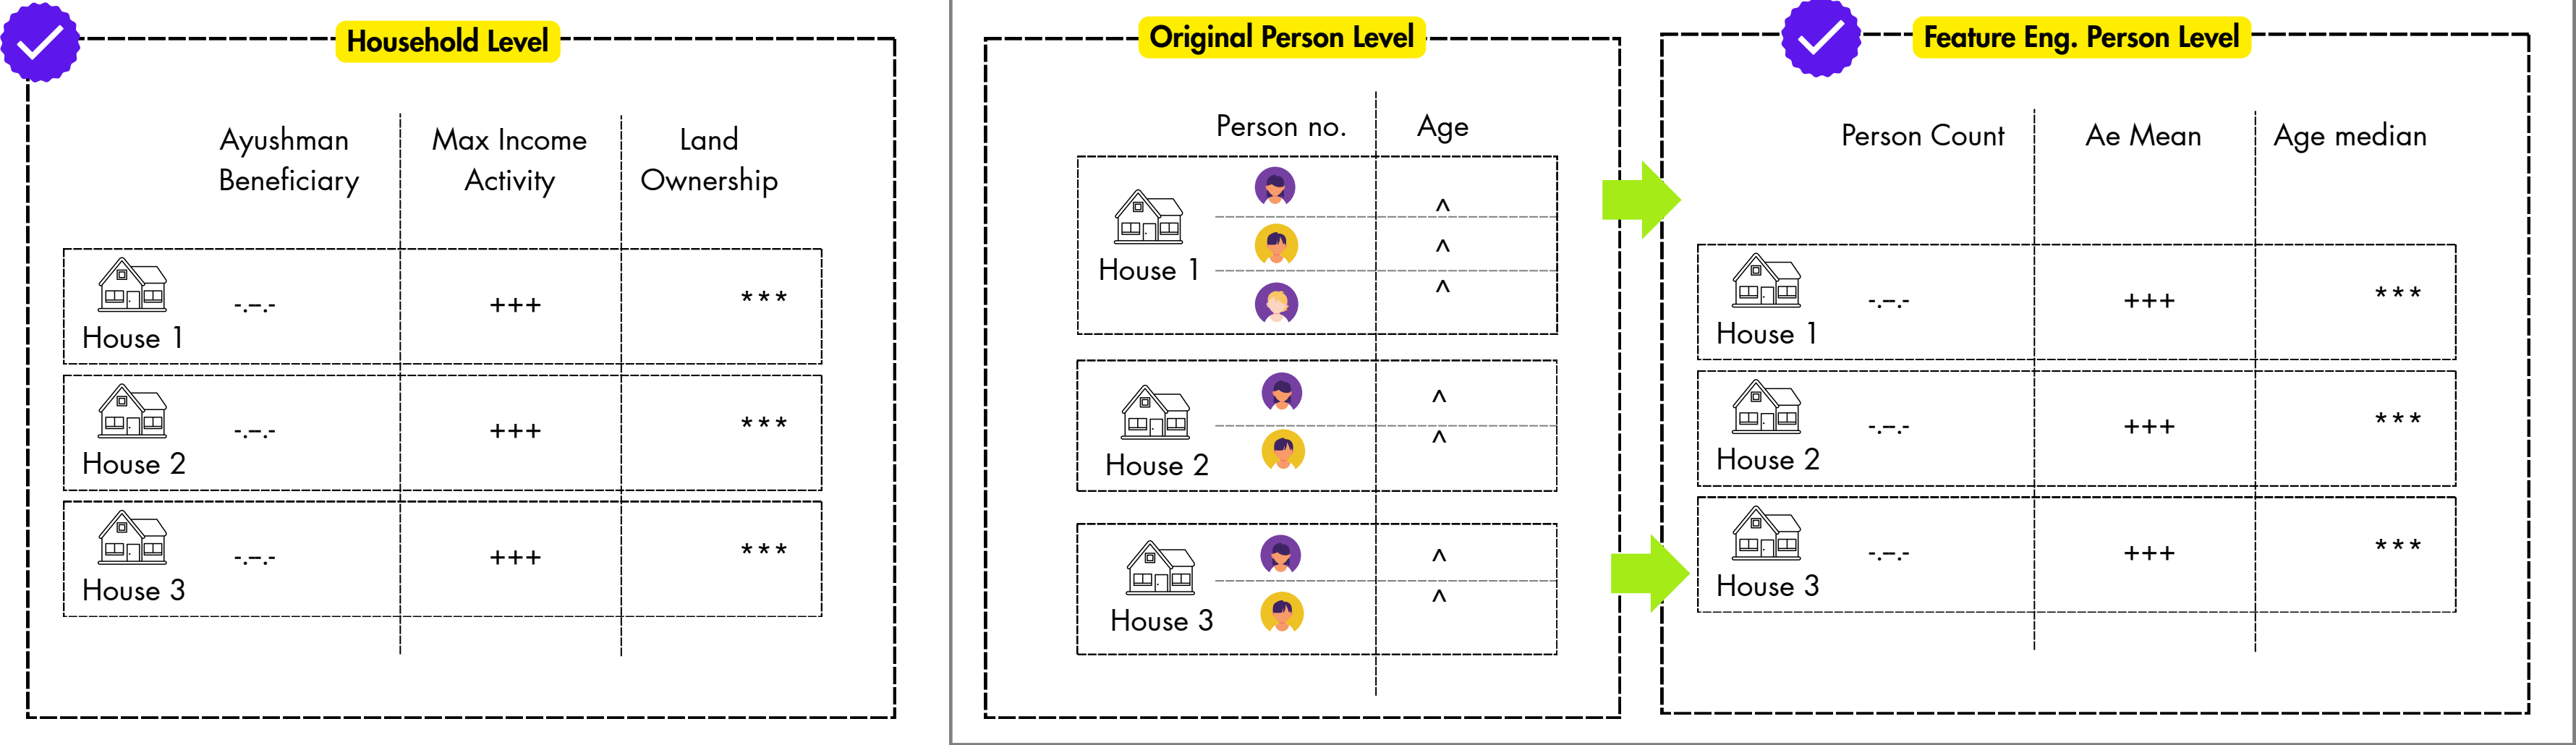 Household Level
Ayushman
Beneficiary
Max Income
Activity
Land
Ownership
House 1
-.-.-
+++
***
House 2
-.-.-
+++
***
House 3
-.-.-
+++
***
Original Person Level
Person no.
Age
House 1
^
^
^
House 2
^
^
House 3
^
^
Feature Eng. Person Level
Person Count
Ae Mean
Age median
House 1
-.-.-
+++
***
House 2
-.-.-
+++
***
House 3
-.-.-
+++
***